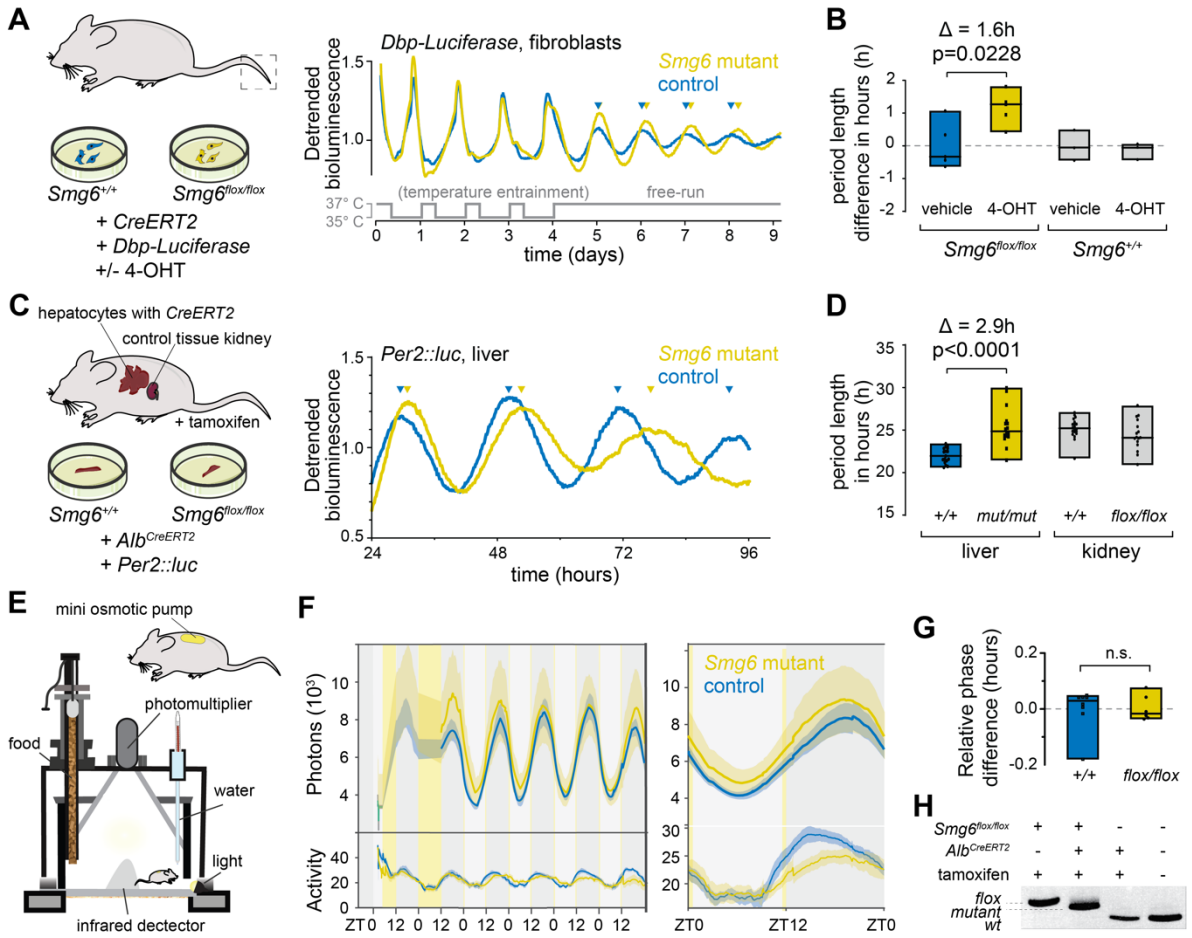 A
Smg6+/+
Smg6flox/flox
+ CreERT2
+ Dbp-Luciferase
+/- 4-OHT
Dbp-Luciferase, fibroblasts
Smg6 mutant
control
Detrended
bioluminescence
1.5
1.0
(temperature entrainment)
free-run
37° C
35° C
0 1 2 3 4 5 6 7 8 9
time (days)
B
Δ = 1.6h
p=0.0228
period length
difference in hours (h)
2
1
0
-1
-2
vehicle 4-OHT vehicle 4-OHT
Smg6flox/flox Smg6+/+
C
hepatocytes with CreERT2
control tissue kidney
+ tamoxifen
Smg6+/+
Smg6flox/flox
+ AlbCreERT2
+ Per2::luc
Per2::luc, liver
Smg6 mutant
control
Detrended
bioluminescence
1.5
1.0
0.5
24 48 72 96
time (hours)
D
Δ = 2.9h
p<0.0001
period length
in hours (h)
35
30
25
20
15
+/+ mut/mut +/+ flox/flox
liver kidney
E
mini osmotic pump
photomultiplier
food
water
light
infrared dectector
F
Photons (10³)
10
8
6
4
2
Activity
40
20
0
ZT0 12 0 12 0 12 0 12 0 12 0 12 0 12
Smg6 mutant
control
10
8
6
4
2
30
25
20
ZT0 ZT12 ZT0
G
n.s.
Relative phase
difference (hours)
0.2
0.0
-0.2
+/+ flox/flox
H
Smg6flox/flox + + - -
AlbCreERT2 - + + -
tamoxifen + + + -
flox
mutant
wt